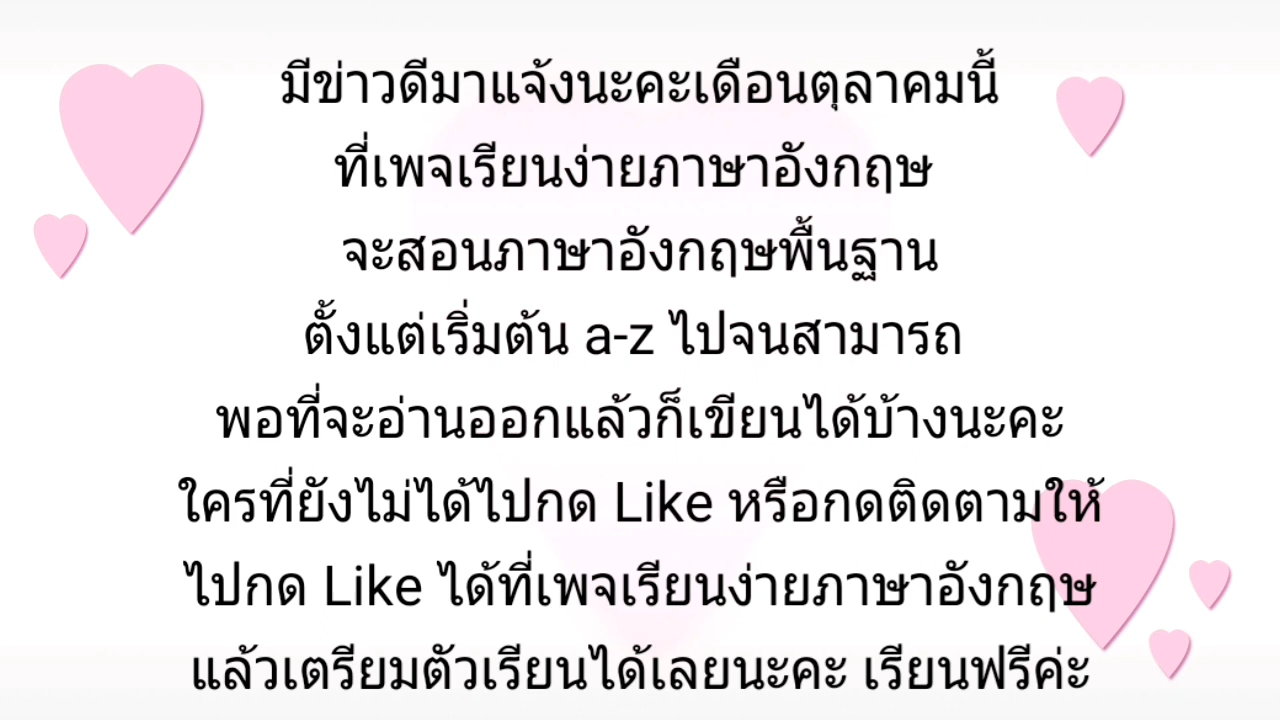 มีข่าวดีมาแจ้งนะคะเดือนตุลาคมนี้
ที่เพจเรียนง่ายภาษาอังกฤษ
จะสอนภาษาอังกฤษพื้นฐาน
ตั้งแต่เริ่มต้น a-z ไปจนสามารถ
พอที่จะอ่านออกแล้วก็เขียนได้บ้างนะคะ
ใครที่ยังไม่ได้ไปกด Like หรือกดติดตามให้
ไปกด Like ได้ที่เพจเรียนง่ายภาษาอังกฤษ
แล้วเตรียมตัวเรียนได้เลยนะคะ เรียนฟรีค่ะ